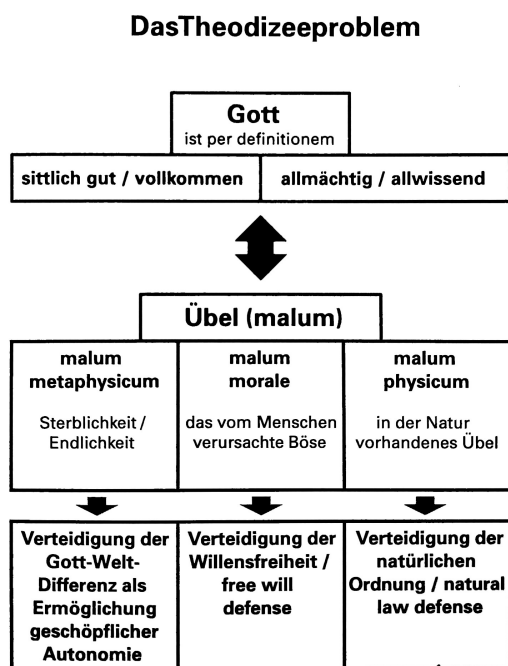 DasTheodizeeproblem
Gott
ist per definitionem
sittlich gut / vollkommen
allmächtig / allwissend
Übel (malum)
malum
metaphysicum
Sterblichkeit /
Endlichkeit
malum
morale
das vom Menschen
verursachte Böse
malum
physicum
in der Natur
vorhandenes Übel
Verteidigung der
Gott-Welt-
Differenz als
Ermöglichung
geschöpflicher
Autonomie
Verteidigung der
Willensfreiheit /
free will
defense
Verteidigung der
natürlichen
Ordnung / natural
law defense